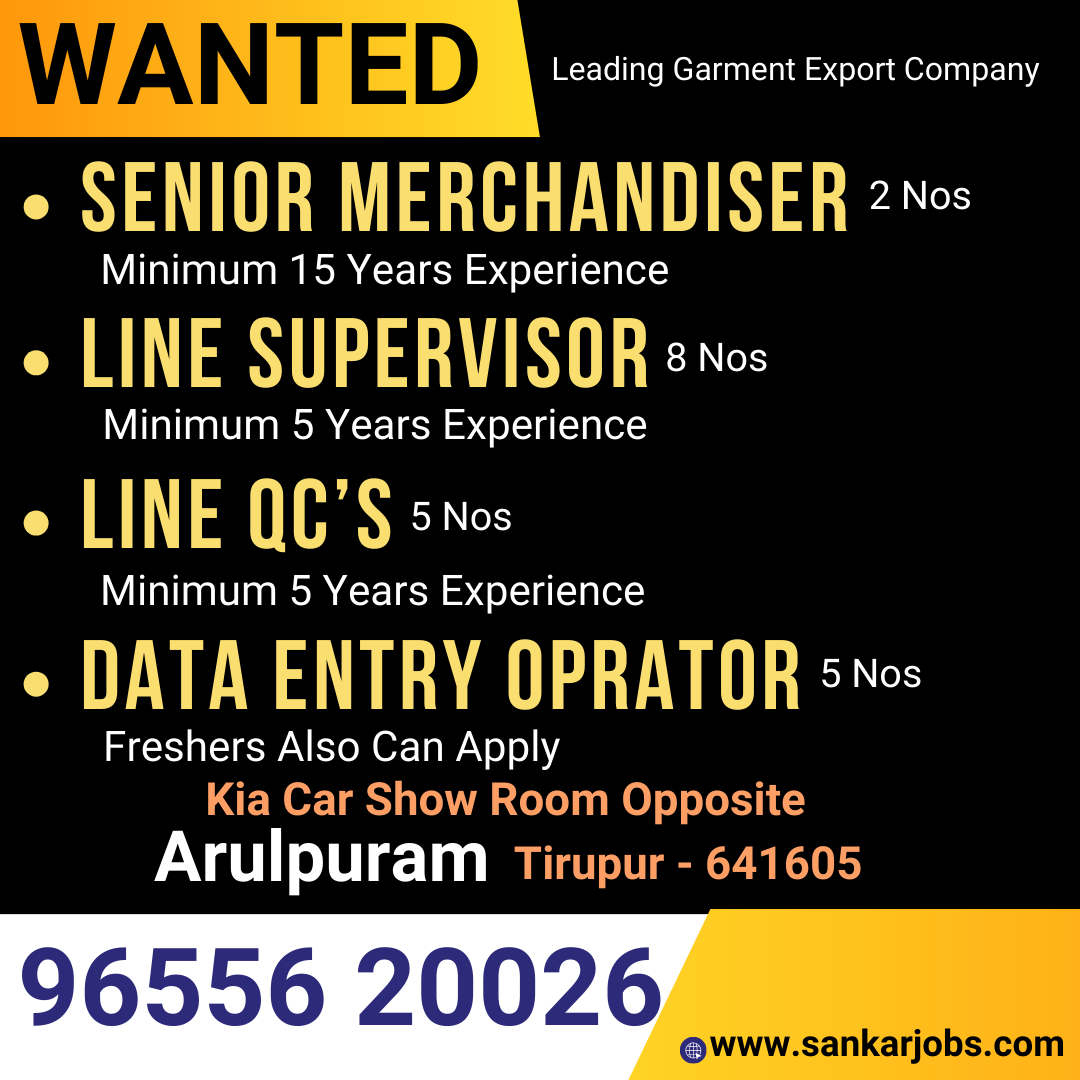 WANTED
Leading Garment Export Company
SENIOR MERCHANDISER 2 Nos
Minimum 15 Years Experience
LINE SUPERVISOR 8 Nos
Minimum 5 Years Experience
LINE QC’S 5 Nos
Minimum 5 Years Experience
DATA ENTRY OPRATOR 5 Nos
Freshers Also Can Apply
Kia Car Show Room Opposite
Arulpuram Tirupur - 641605
96556 20026
www.sankarjobs.com